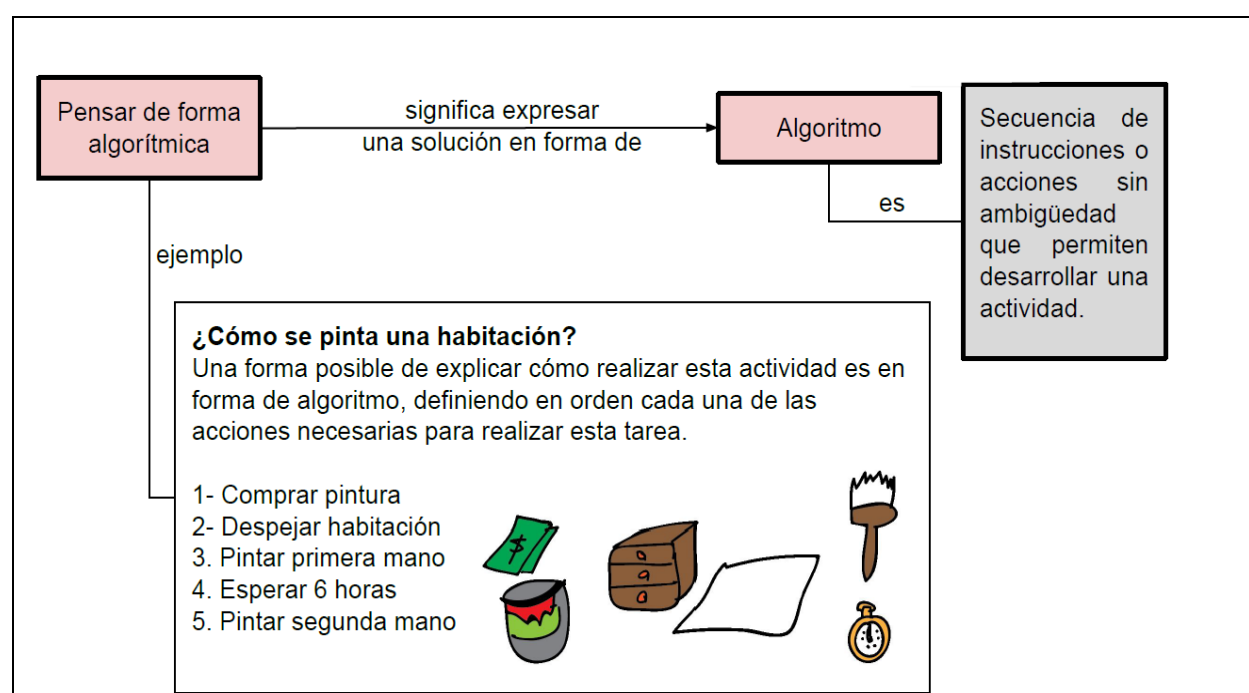 Pensar de forma
algorítmica
significa expresar
una solución en forma de
Algoritmo
es
Secuencia de
instrucciones o
acciones sin
ambigüedad
que permiten
desarrollar una
actividad.
ejemplo
¿Cómo se pinta una habitación?
Una forma posible de explicar cómo realizar esta actividad es en
forma de algoritmo, definiendo en orden cada una de las
acciones necesarias para realizar esta tarea.
1- Comprar pintura
2- Despejar habitación
3. Pintar primera mano
4. Esperar 6 horas
5. Pintar segunda mano
$